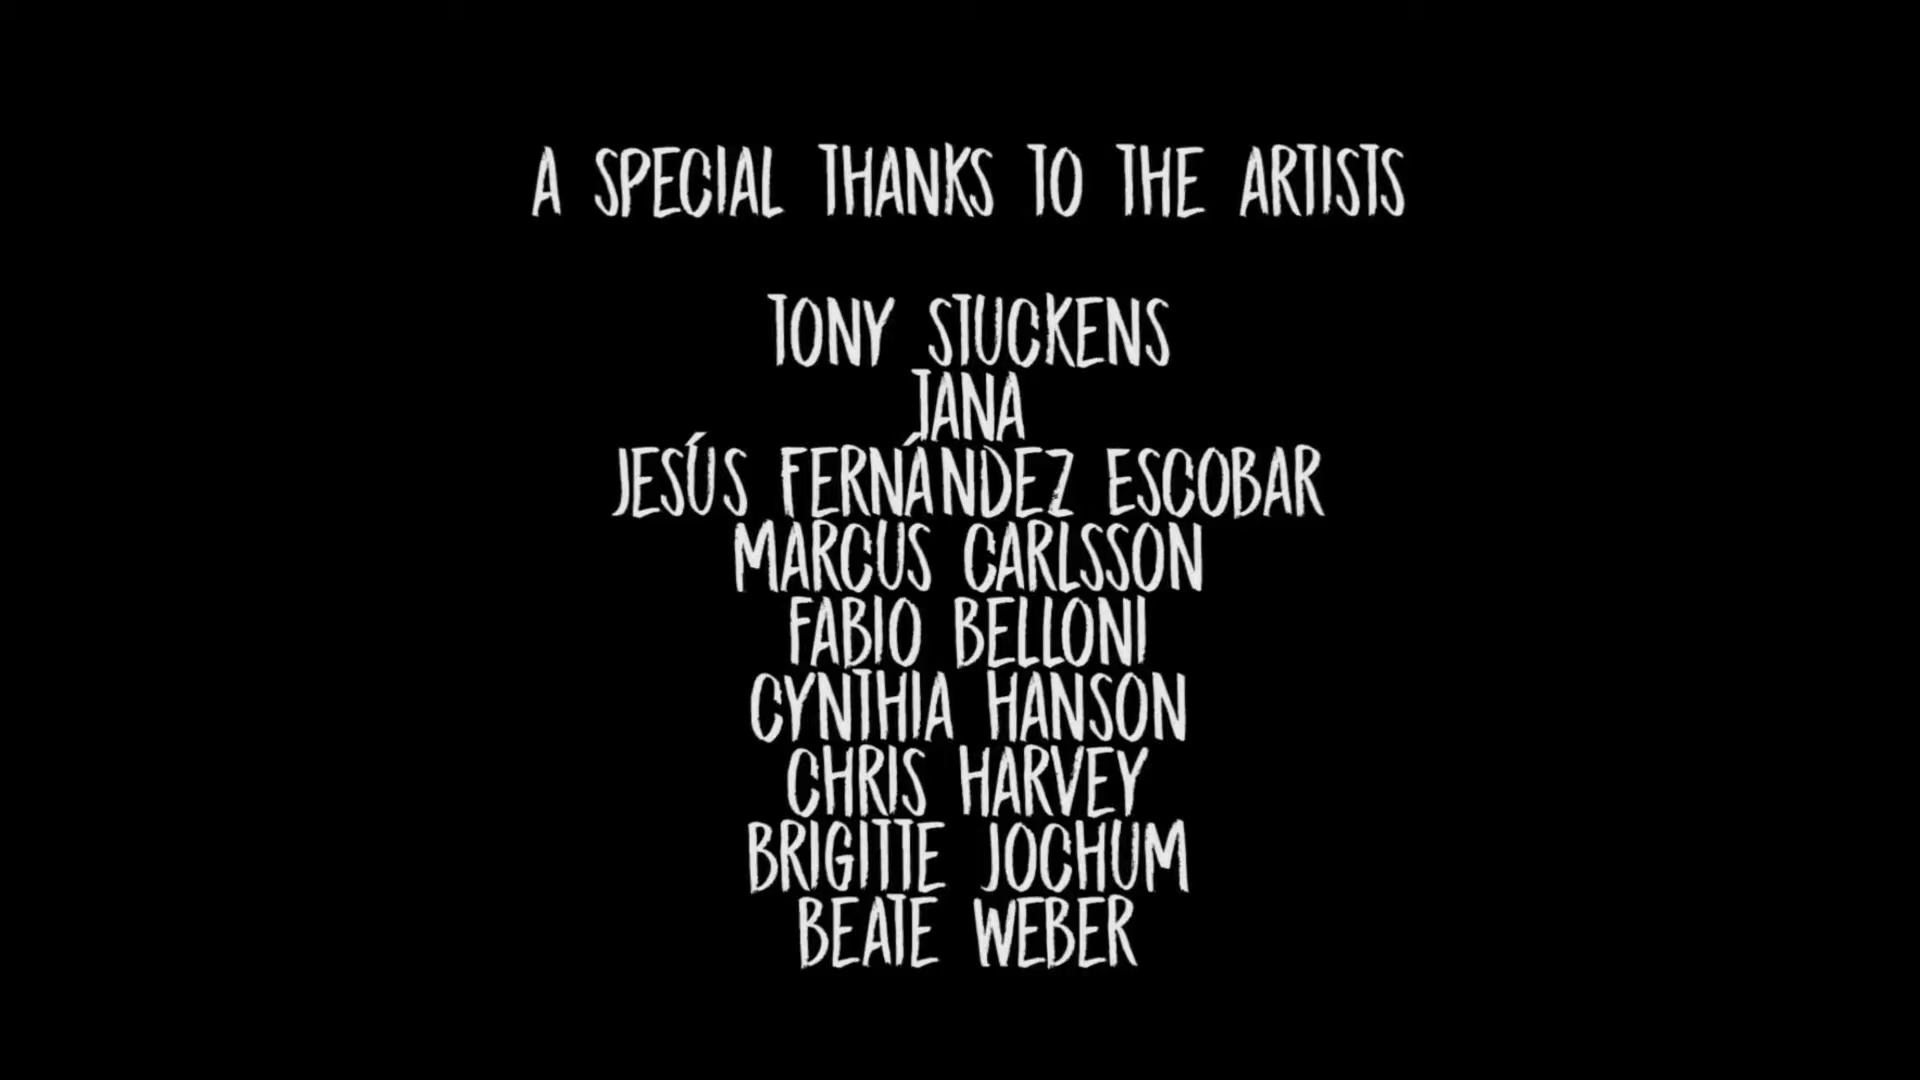 A SPECIAL THANKS TO THE ARTISTS
TONY STUCKENS
TANA
JESÚS FERNÁNDEZ ESCOBAR
MARCUS CARLSSON
FABIO BELLONI
CYNTHIA HANSON
CHRIS HARVEY
BRIGITTE JOCHUM
BEATE WEBER